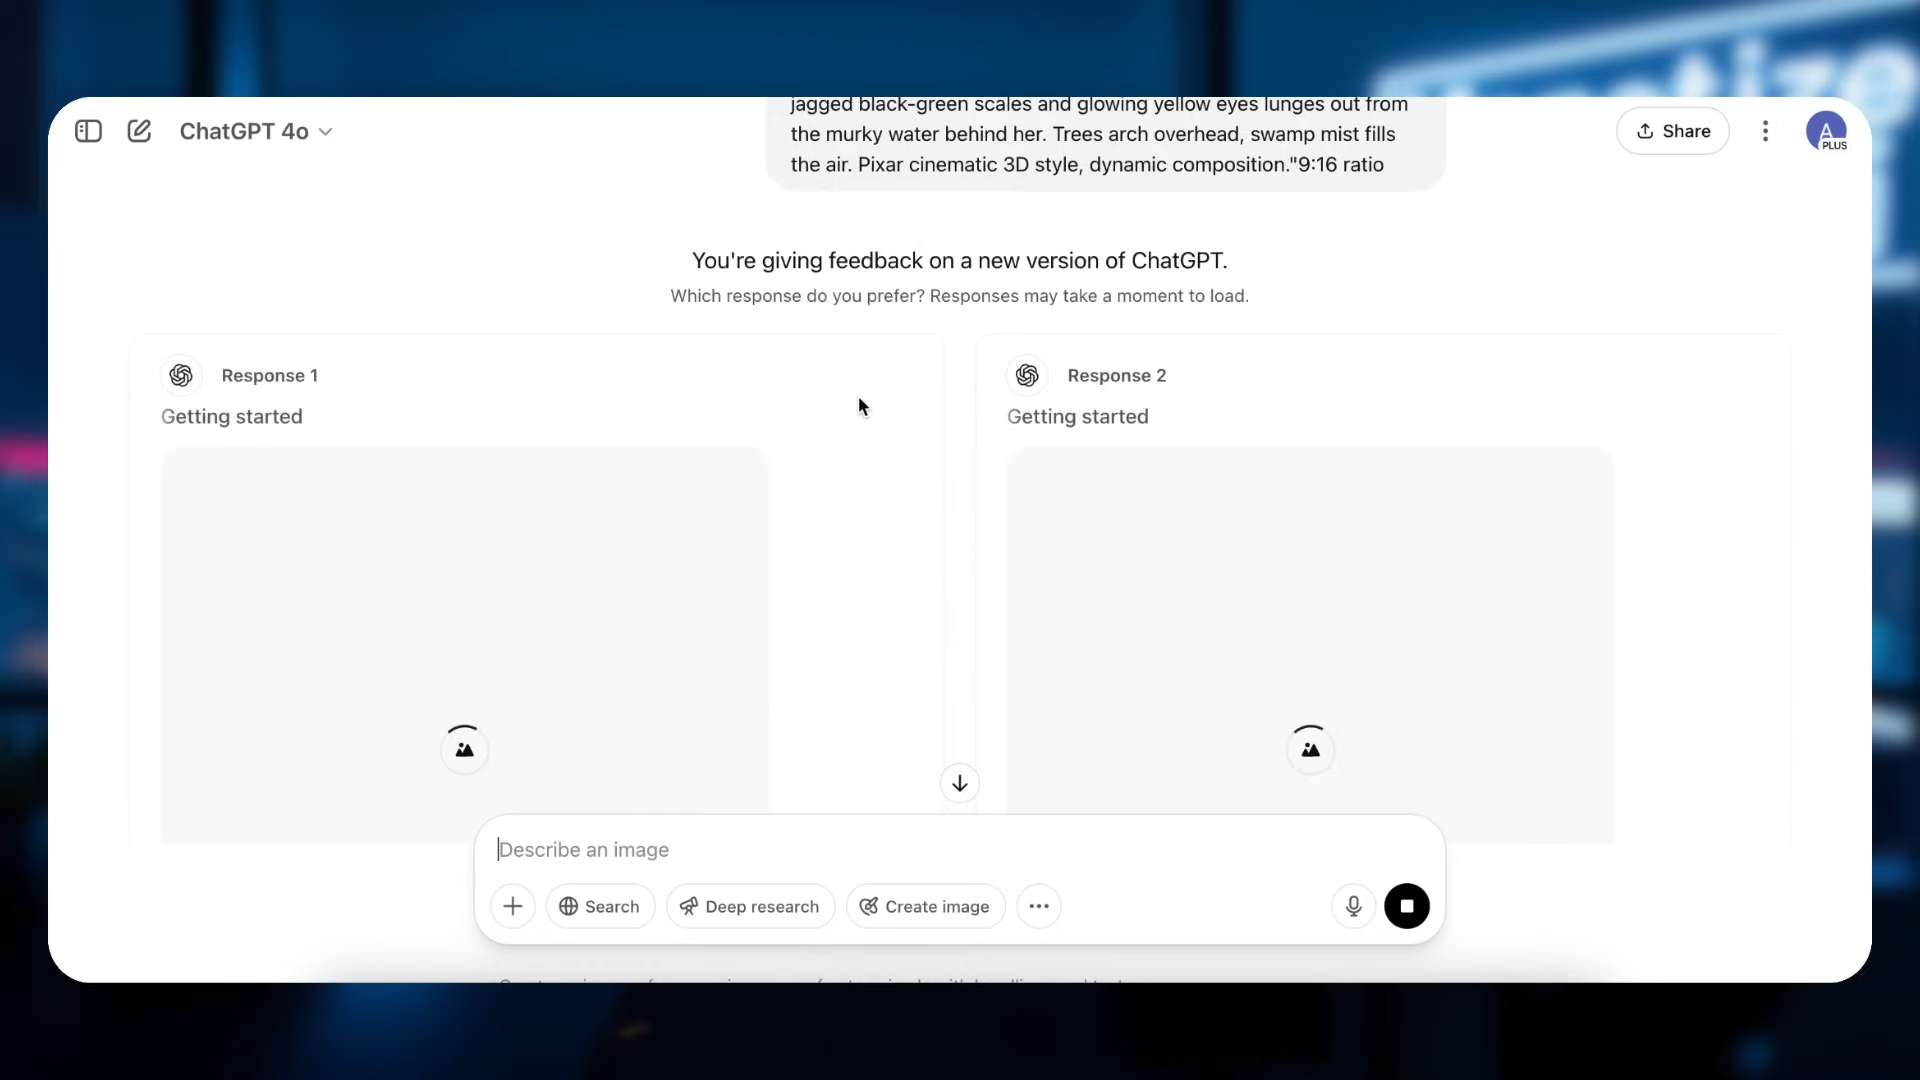 jagged black-green scales and glowing yellow eyes lunges out from
the murky water behind her. Trees arch overhead, swamp mist fills
the air. Pixar cinematic 3D style, dynamic composition."9:16 ratio
ChatGPT 4o
Share
A
PLUS
You're giving feedback on a new version of ChatGPT.
Which response do you prefer? Responses may take a moment to load.
Response 1
Response 2
Getting started
Getting started
Describe an image
Search
Deep research
Create image